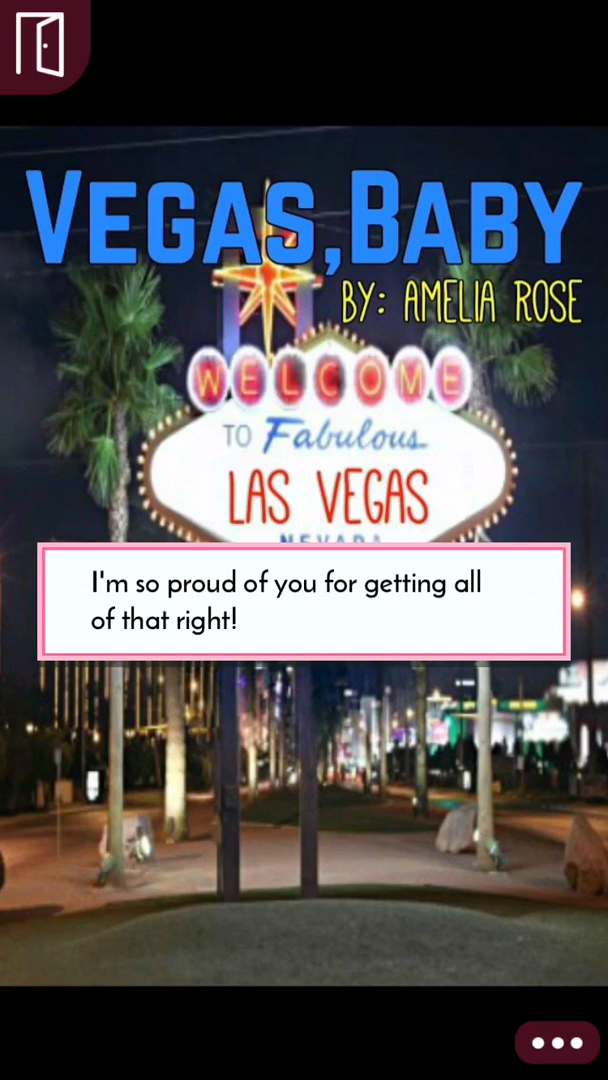 VEGAS, BABY
BY: AMELIA ROSE
WELCOME
TO Fabulous
LAS VEGAS
NEVADA
I'm so proud of you for getting all
of that right!